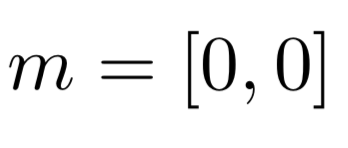 m = [0, 0]